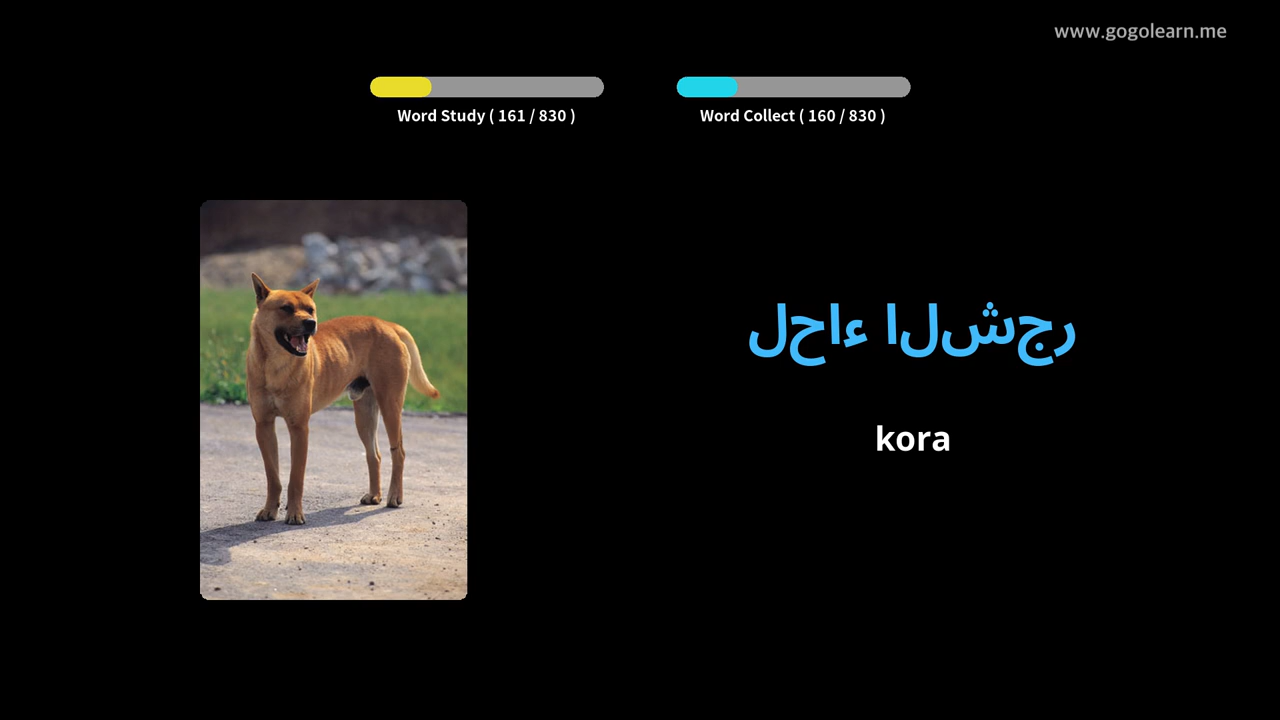 www.gogolearn.me
Word Study ( 161 / 830 )
Word Collect ( 160 / 830 )
لحاء الشجر
kora